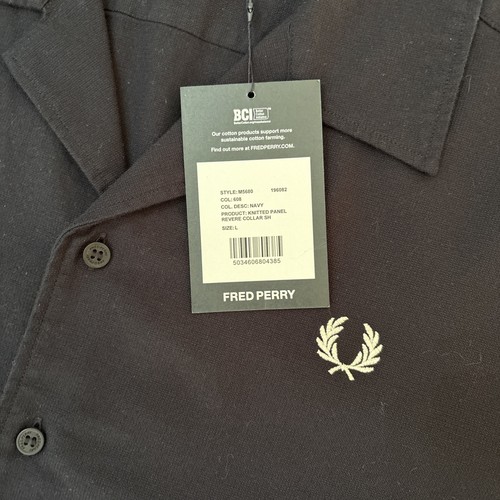 BCI
Our cotton products support more
sustainable cotton farming.
Find out more at FREDPERRY.COM.
STYLE: M5600 196082
COL: 608
COL. DESC: NAVY
PRODUCT: KNITTED PANEL
REVERE COLLAR SH
SIZE: L
5034606804385
FRED PERRY